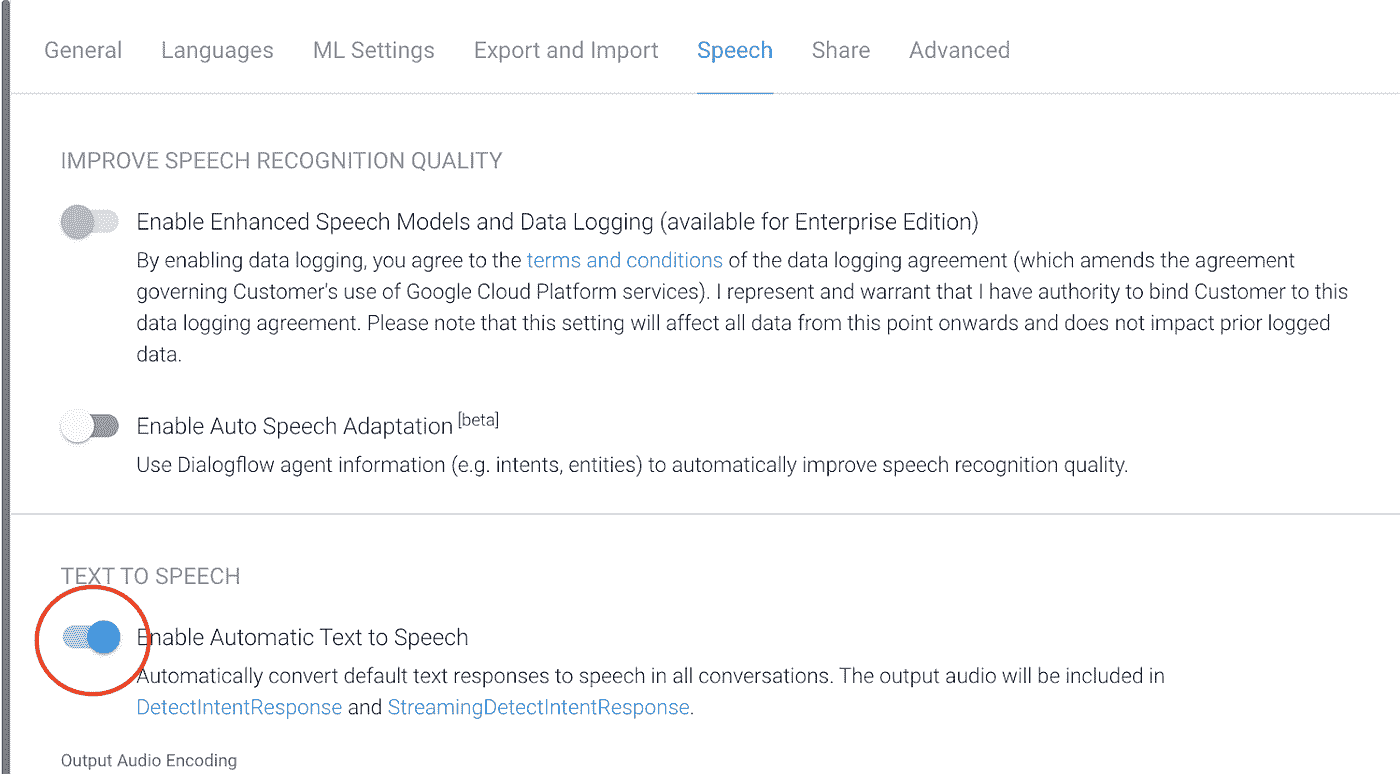 General Languages ML Settings Export and Import Speech Share Advanced
IMPROVE SPEECH RECOGNITION QUALITY
Enable Enhanced Speech Models and Data Logging (available for Enterprise Edition)
By enabling data logging, you agree to the terms and conditions of the data logging agreement (which amends the agreement
governing Customer's use of Google Cloud Platform services). I represent and warrant that I have authority to bind Customer to this
data logging agreement. Please note that this setting will affect all data from this point onwards and does not impact prior logged
data.
Enable Auto Speech Adaptation [beta]
Use Dialogflow agent information (e.g. intents, entities) to automatically improve speech recognition quality.
TEXT TO SPEECH
Enable Automatic Text to Speech
Automatically convert default text responses to speech in all conversations. The output audio will be included in
DetectIntentResponse and StreamingDetectIntentResponse.
Output Audio Encoding